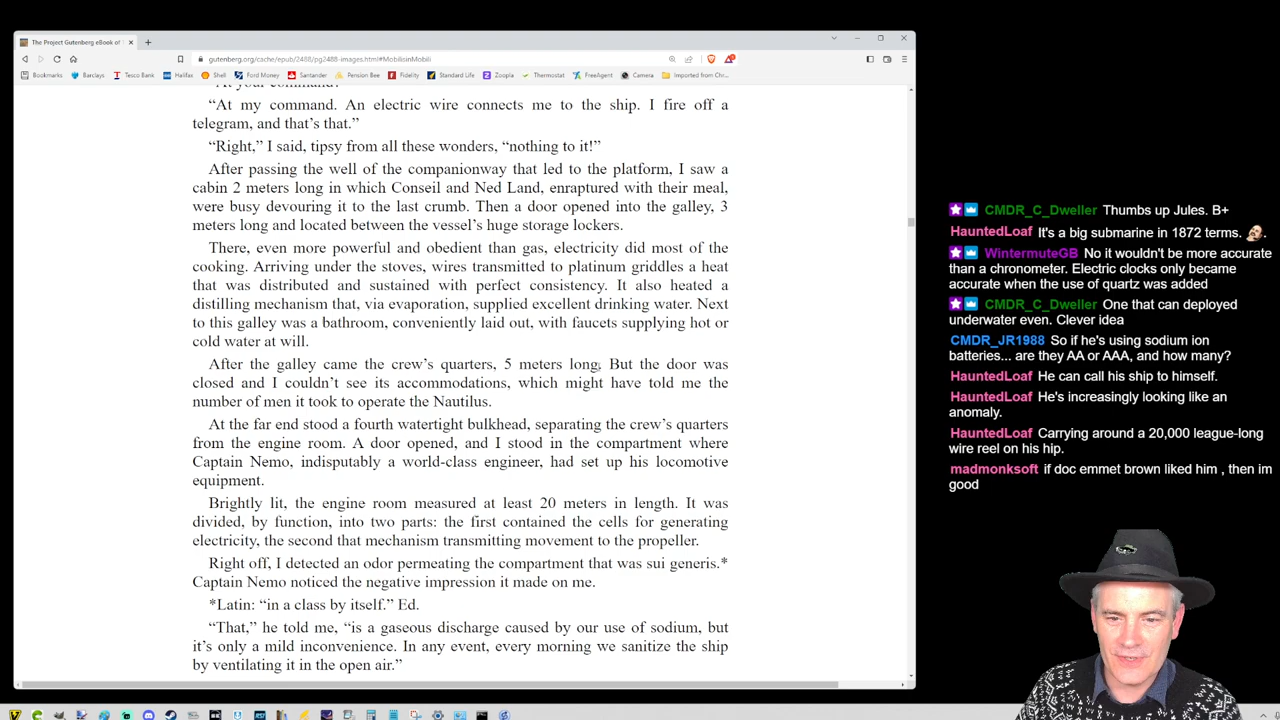 The Project Gutenberg eBook of
gutenberg.org/cache/epub/2488/pg2488-images.html#MobilisinMobili
Bookmarks Barclays Tesco Bank Halifax Shell Ford Money Santander Pension Bee Fidelity Standard Life Zoopla Thermostat FreeAgent Camera Imported from Chr...
“At my command. An electric wire connects me to the ship. I fire off a
telegram, and that’s that.”
“Right,” I said, tipsy from all these wonders, “nothing to it!”
After passing the well of the companionway that led to the platform, I saw a
cabin 2 meters long in which Conseil and Ned Land, enraptured with their meal,
were busy devouring it to the last crumb. Then a door opened into the galley, 3
meters long and located between the vessel’s huge storage lockers.
There, even more powerful and obedient than gas, electricity did most of the
cooking. Arriving under the stoves, wires transmitted to platinum griddles a heat
that was distributed and sustained with perfect consistency. It also heated a
distilling mechanism that, via evaporation, supplied excellent drinking water. Next
to this galley was a bathroom, conveniently laid out, with faucets supplying hot or
cold water at will.
After the galley came the crew’s quarters, 5 meters long. But the door was
closed and I couldn’t see its accommodations, which might have told me the
number of men it took to operate the Nautilus.
At the far end stood a fourth watertight bulkhead, separating the crew’s quarters
from the engine room. A door opened, and I stood in the compartment where
Captain Nemo, indisputably a world-class engineer, had set up his locomotive
equipment.
Brightly lit, the engine room measured at least 20 meters in length. It was
divided, by function, into two parts: the first contained the cells for generating
electricity, the second that mechanism transmitting movement to the propeller.
Right off, I detected an odor permeating the compartment that was sui generis.*
Captain Nemo noticed the negative impression it made on me.
*Latin: “in a class by itself.” Ed.
“That,” he told me, “is a gaseous discharge caused by our use of sodium, but
it’s only a mild inconvenience. In any event, every morning we sanitize the ship
by ventilating it in the open air.”
CMDR_C_Dweller Thumbs up Jules. B+
HauntedLoaf It's a big submarine in 1872 terms.
WintermuteGB No it wouldn't be more accurate
than a chronometer. Electric clocks only became
accurate when the use of quartz was added
CMDR_C_Dweller One that can deployed
underwater even. Clever idea
CMDR_JR1988 So if he's using sodium ion
batteries... are they AA or AAA, and how many?
HauntedLoaf He can call his ship to himself.
HauntedLoaf He's increasingly looking like an
anomaly.
HauntedLoaf Carrying around a 20,000 league-long
wire reel on his hip.
madmonksoft if doc emmet brown liked him , then im
good